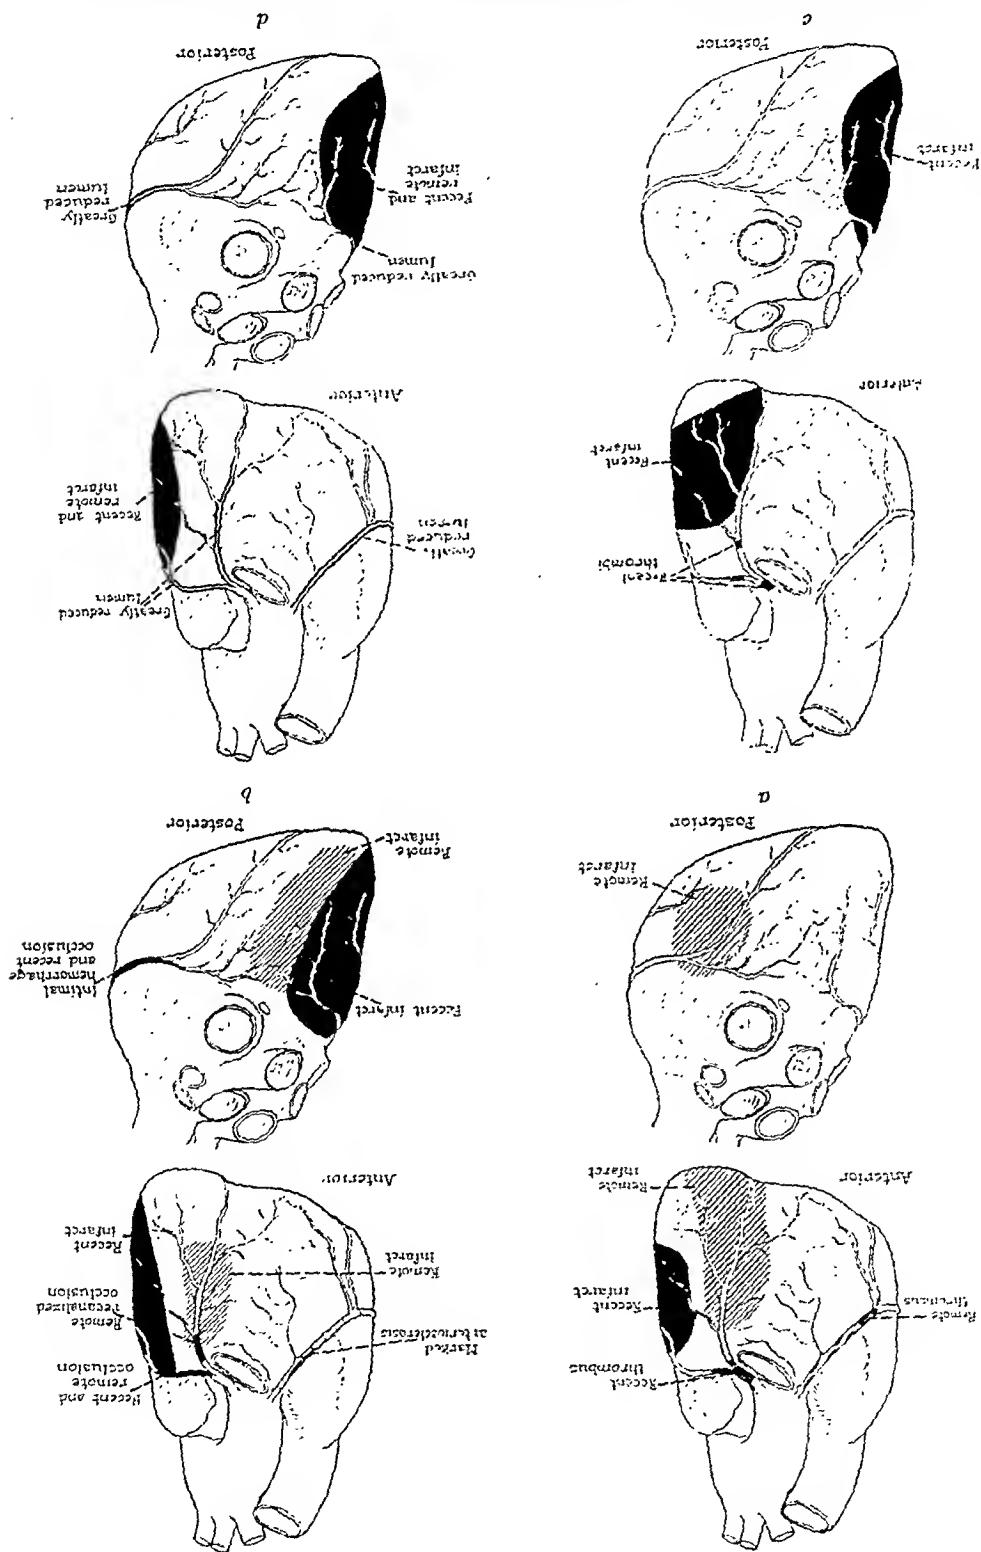 Recent
thrombus
Remote
thrombus
Recent
infarct
Remote
infarct
Anterior
Remote
infarct
Posterior
a
Recent and
remote
occlusion
Marked
arteriosclerosis
Remote
Recanalized
occlusion
Remote
infarct
Recent
infarct
Anterior
Recent infarct
Intimal
hemorrhage
and recent
occlusion
Remote
infarct
Posterior
b
Recent
thrombi
Recent
infarct
Anterior
Recent
infarct
Posterior
c
Greatly reduced
lumen
Greatly
reduced
lumen
Recent and
remote
infarct
Anterior
Greatly reduced
lumen
Greatly
reduced
lumen
Recent and
remote
infarct
Posterior
d